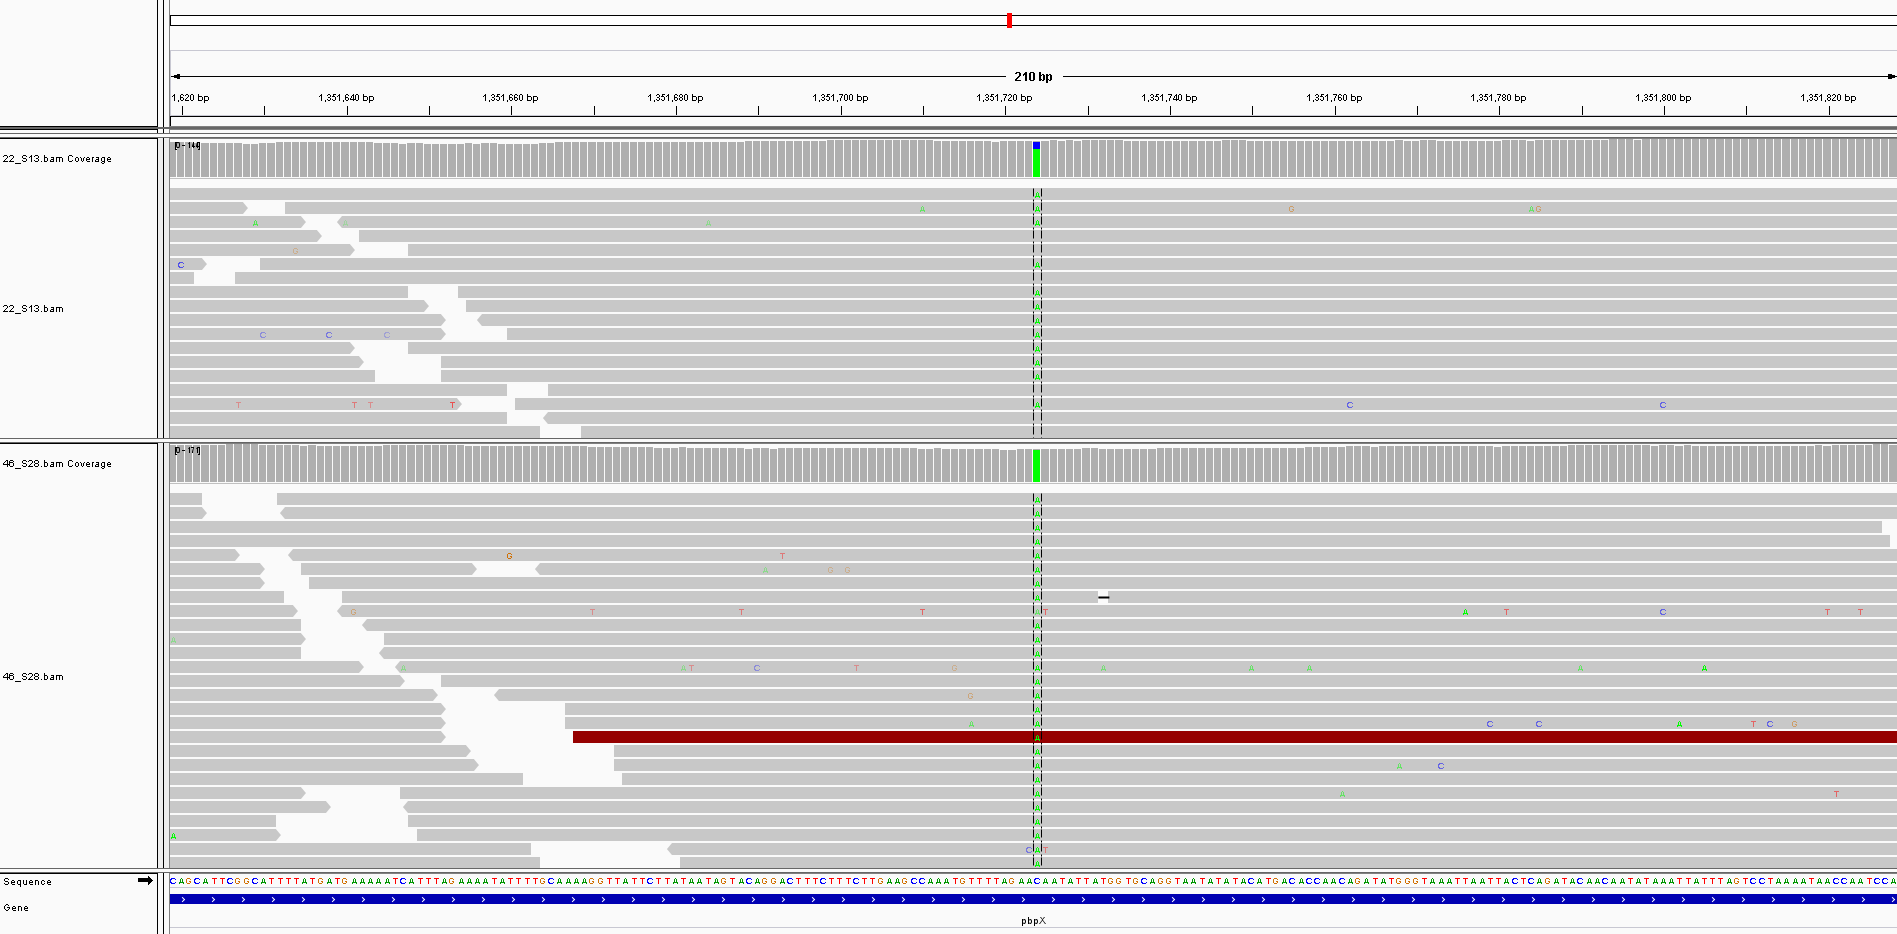 210 bp
1,620 bp 1,351,640 bp 1,351,660 bp 1,351,680 bp 1,351,700 bp 1,351,720 bp 1,351,740 bp 1,351,760 bp 1,351,780 bp 1,351,800 bp 1,351,820 bp
22_S13.bam Coverage
A
A A G A G
A A A A
G
C A
A
A
A
C C C A
A
A
A
T T T T A C C
22_S13.bam
[0 - 171]
46_S28.bam Coverage
A
A
A
A
G T A
A G G A
A
A
G T T T T A T C T T
A
A
A
A A T C T G A A A A A A
A
G A
A
A A C C A T C G
A
A
A A C
A
A A T
A
A
A A
C A T
A
46_S28.bam
Sequence
Gene
pbpX